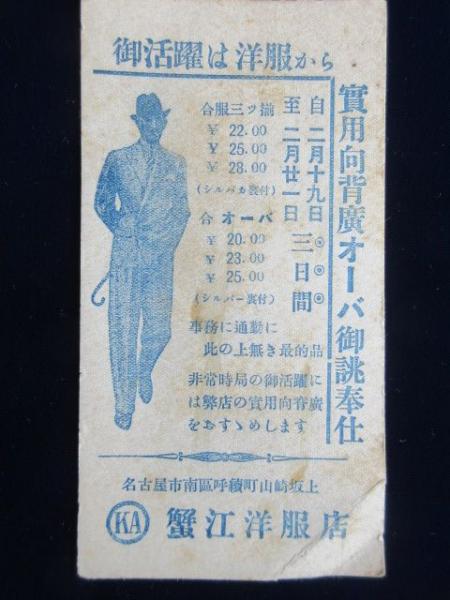 御活躍は洋服から
實用向背廣オーバ御誂奉仕
自 二月十九日
至 二月廿一日
三日間
合服三ツ揃
¥ 22.00
¥ 25.00
¥ 28.00
(シルパカ裏付)
合オーバ
¥ 20.00
¥ 23.00
¥ 25.00
(シルバー裏付)
事務に通勤に
此の上無き最的品
非常時局の御活躍に
は弊店の實用向背廣
をおすゝめします
名古屋市南區呼續町山崎坂上
KA 蟹江洋服店